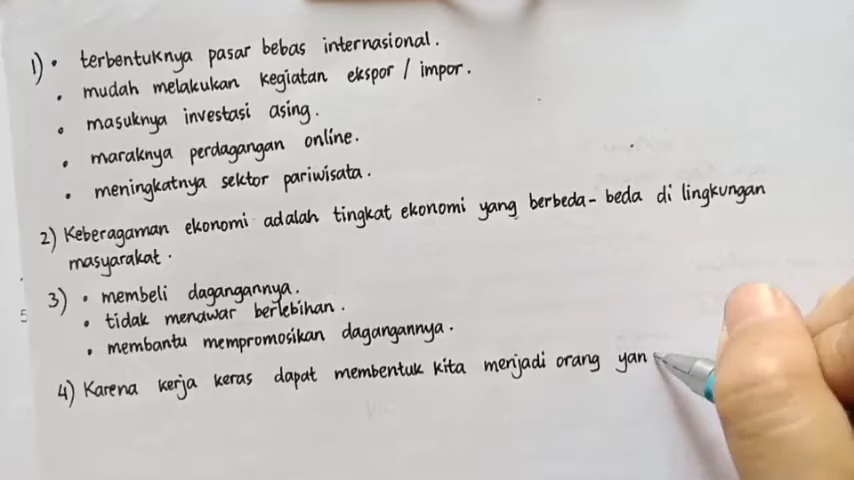 1) • terbentuknya pasar bebas internasional.
• mudah melakukan kegiatan ekspor / impor.
• masuknya investasi asing.
• maraknya perdagangan online.
• meningkatnya sektor pariwisata.
2) Keberagaman ekonomi adalah tingkat ekonomi yang berbeda-beda di lingkungan
masyarakat.
3) • membeli dagangannya.
• tidak menawar berlebihan.
• membantu mempromosikan dagangannya.
4) Karena kerja keras dapat membentuk kita menjadi orang yan